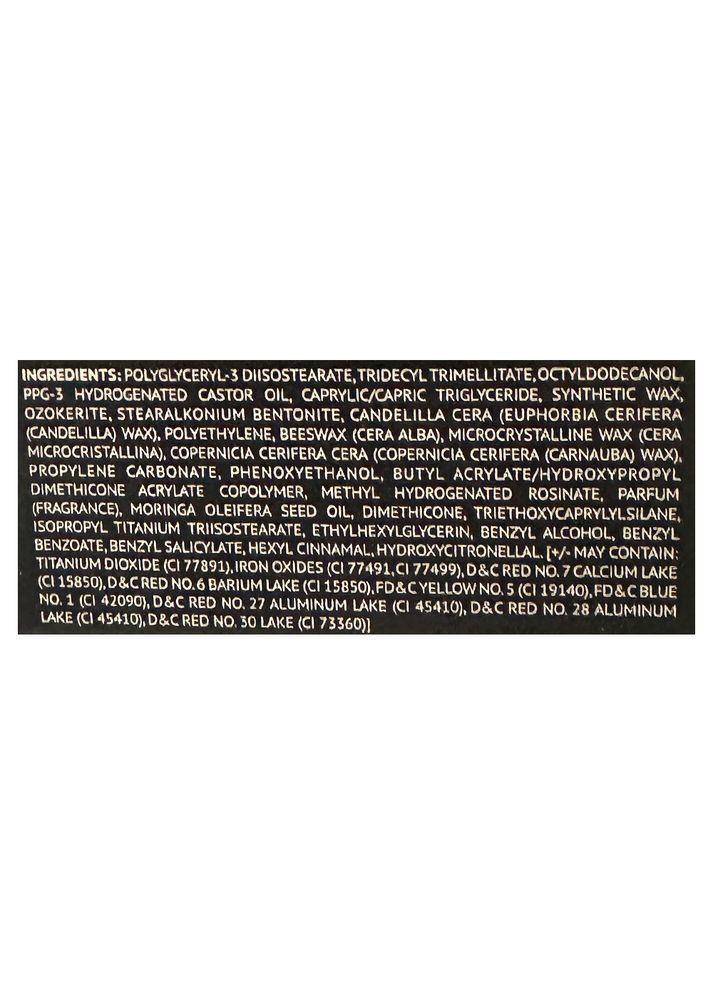 INGREDIENTS: POLYGLYCERYL-3 DIISOSTEARATE, TRIDECYL TRIMELLITATE, OCTYLDODECANOL,
PPG-3 HYDROGENATED CASTOR OIL, CAPRYLIC/CAPRIC TRIGLYCERIDE, SYNTHETIC WAX,
OZOKERITE, STEARALKONIUM BENTONITE, CANDELILLA CERA (EUPHORBIA CERIFERA
(CANDELILLA) WAX), POLYETHYLENE, BEESWAX (CERA ALBA), MICROCRYSTALLINE WAX (CERA
MICROCRISTALLINA), COPERNICIA CERIFERA CERA (COPERNICIA CERIFERA (CARNAUBA) WAX),
PROPYLENE CARBONATE, PHENOXYETHANOL, BUTYL ACRYLATE/HYDROXYPROPYL
DIMETHICONE ACRYLATE COPOLYMER, METHYL HYDROGENATED ROSINATE, PARFUM
(FRAGRANCE), MORINGA OLEIFERA SEED OIL, DIMETHICONE, TRIETHOXYCAPRYLYLSILANE,
ISOPROPYL TITANIUM TRIISOSTEARATE, ETHYLHEXYLGLYCERIN, BENZYL ALCOHOL, BENZYL
BENZOATE, BENZYL SALICYLATE, HEXYL CINNAMAL, HYDROXYCITRONELLAL. [+/- MAY CONTAIN:
TITANIUM DIOXIDE (CI 77891), IRON OXIDES (CI 77491, CI 77499), D&C RED NO. 7 CALCIUM LAKE
(CI 15850), D&C RED NO. 6 BARIUM LAKE (CI 15850), FD&C YELLOW NO. 5 (CI 19140), FD&C BLUE
NO. 1 (CI 42090), D&C RED NO. 27 ALUMINUM LAKE (CI 45410), D&C RED NO. 28 ALUMINUM
LAKE (CI 45410), D&C RED NO. 30 LAKE (CI 73360)]